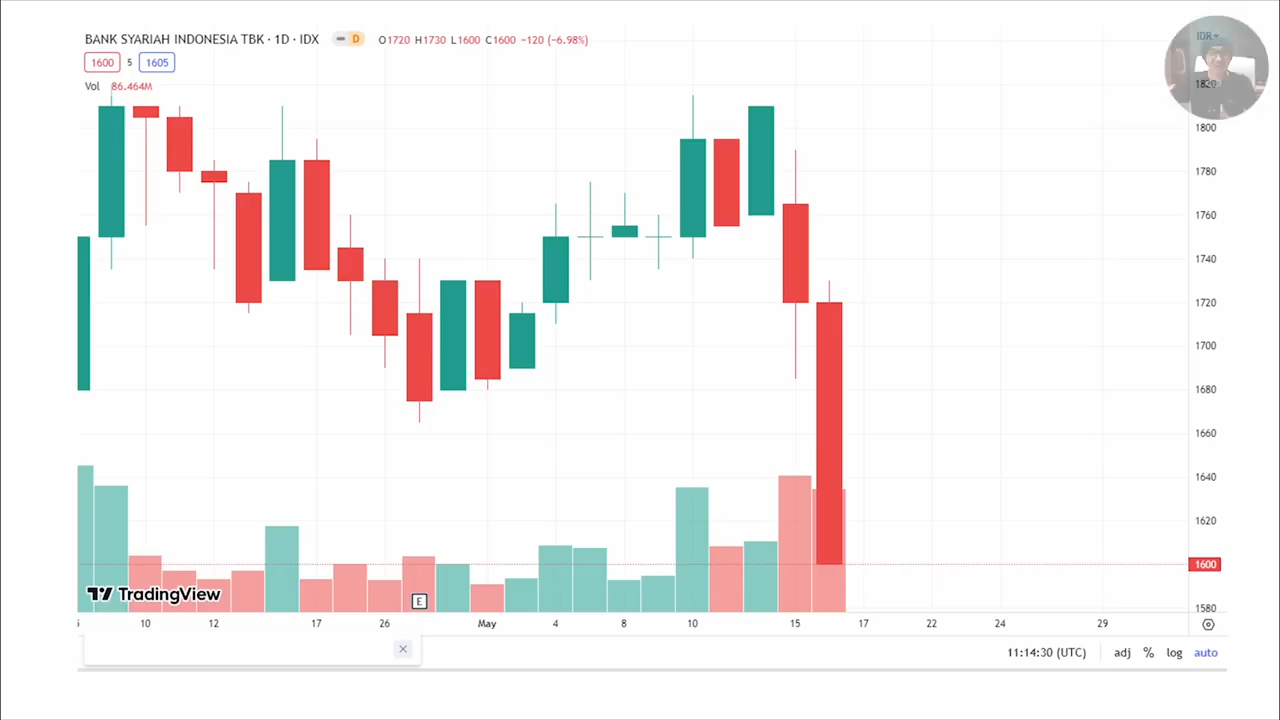 BANK SYARIAH INDONESIA TBK · 1D · IDX D O1720 H1730 L1600 C1600 −120 (−6.98%)
IDR
1600 5 1605
Vol 86.464M
1820
1800
1780
1760
1740
1720
1700
1680
1660
1640
1620
1600
1580
E
TradingView
10 12 17 26 May 4 8 10 15 17 22 24 29
11:14:30 (UTC) adj % log auto